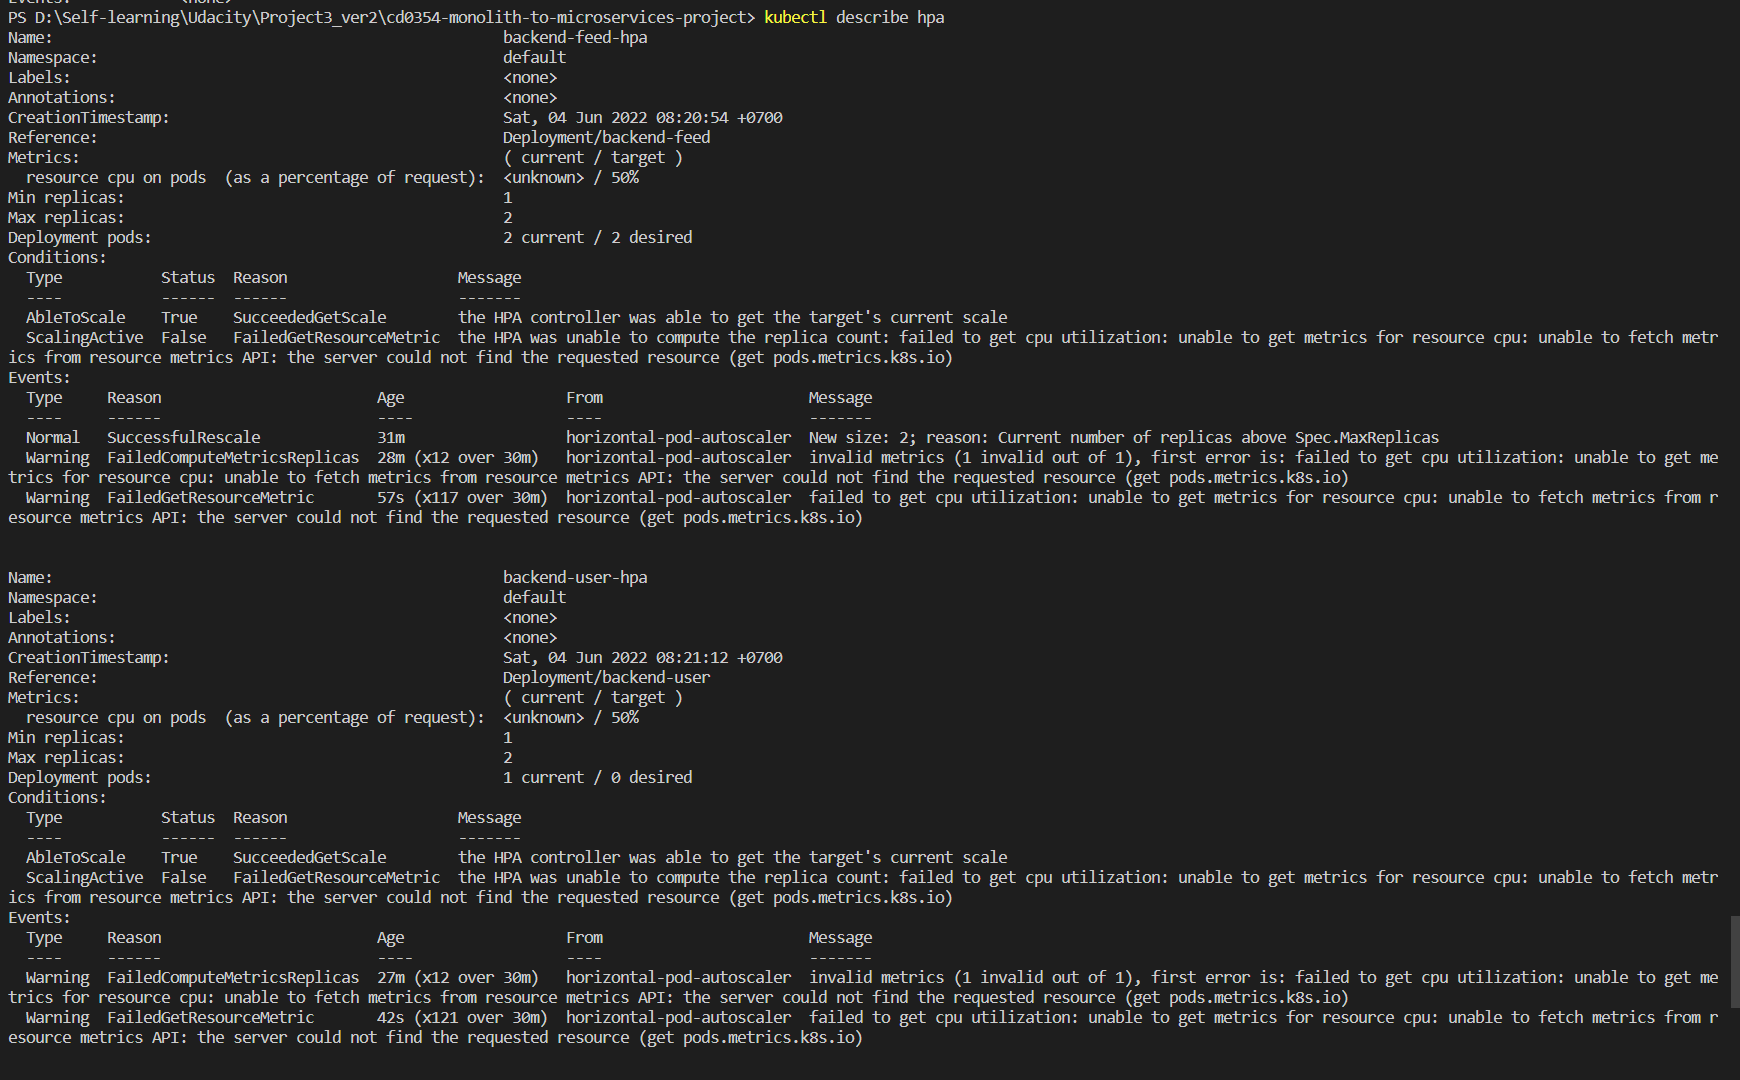 Events: <none>
PS D:\Self-learning\Udacity\Project3_ver2\cd0354-monolith-to-microservices-project> kubectl describe hpa
Name: backend-feed-hpa
Namespace: default
Labels: <none>
Annotations: <none>
CreationTimestamp: Sat, 04 Jun 2022 08:20:54 +0700
Reference: Deployment/backend-feed
Metrics: ( current / target )
resource cpu on pods (as a percentage of request): <unknown> / 50%
Min replicas: 1
Max replicas: 2
Deployment pods: 2 current / 2 desired
Conditions:
Type Status Reason Message
---- ------ ------ -------
AbleToScale True SucceededGetScale the HPA controller was able to get the target's current scale
ScalingActive False FailedGetResourceMetric the HPA was unable to compute the replica count: failed to get cpu utilization: unable to get metrics for resource cpu: unable to fetch metr
ics from resource metrics API: the server could not find the requested resource (get pods.metrics.k8s.io)
Events:
Type Reason Age From Message
---- ------ ---- ---- -------
Normal SuccessfulRescale 31m horizontal-pod-autoscaler New size: 2; reason: Current number of replicas above Spec.MaxReplicas
Warning FailedComputeMetricsReplicas 28m (x12 over 30m) horizontal-pod-autoscaler invalid metrics (1 invalid out of 1), first error is: failed to get cpu utilization: unable to get me
trics for resource cpu: unable to fetch metrics from resource metrics API: the server could not find the requested resource (get pods.metrics.k8s.io)
Warning FailedGetResourceMetric 57s (x117 over 30m) horizontal-pod-autoscaler failed to get cpu utilization: unable to get metrics for resource cpu: unable to fetch metrics from r
esource metrics API: the server could not find the requested resource (get pods.metrics.k8s.io)
Name: backend-user-hpa
Namespace: default
Labels: <none>
Annotations: <none>
CreationTimestamp: Sat, 04 Jun 2022 08:21:12 +0700
Reference: Deployment/backend-user
Metrics: ( current / target )
resource cpu on pods (as a percentage of request): <unknown> / 50%
Min replicas: 1
Max replicas: 2
Deployment pods: 1 current / 0 desired
Conditions:
Type Status Reason Message
---- ------ ------ -------
AbleToScale True SucceededGetScale the HPA controller was able to get the target's current scale
ScalingActive False FailedGetResourceMetric the HPA was unable to compute the replica count: failed to get cpu utilization: unable to get metrics for resource cpu: unable to fetch metr
ics from resource metrics API: the server could not find the requested resource (get pods.metrics.k8s.io)
Events:
Type Reason Age From Message
---- ------ ---- ---- -------
Warning FailedComputeMetricsReplicas 27m (x12 over 30m) horizontal-pod-autoscaler invalid metrics (1 invalid out of 1), first error is: failed to get cpu utilization: unable to get me
trics for resource cpu: unable to fetch metrics from resource metrics API: the server could not find the requested resource (get pods.metrics.k8s.io)
Warning FailedGetResourceMetric 42s (x121 over 30m) horizontal-pod-autoscaler failed to get cpu utilization: unable to get metrics for resource cpu: unable to fetch metrics from r
esource metrics API: the server could not find the requested resource (get pods.metrics.k8s.io)